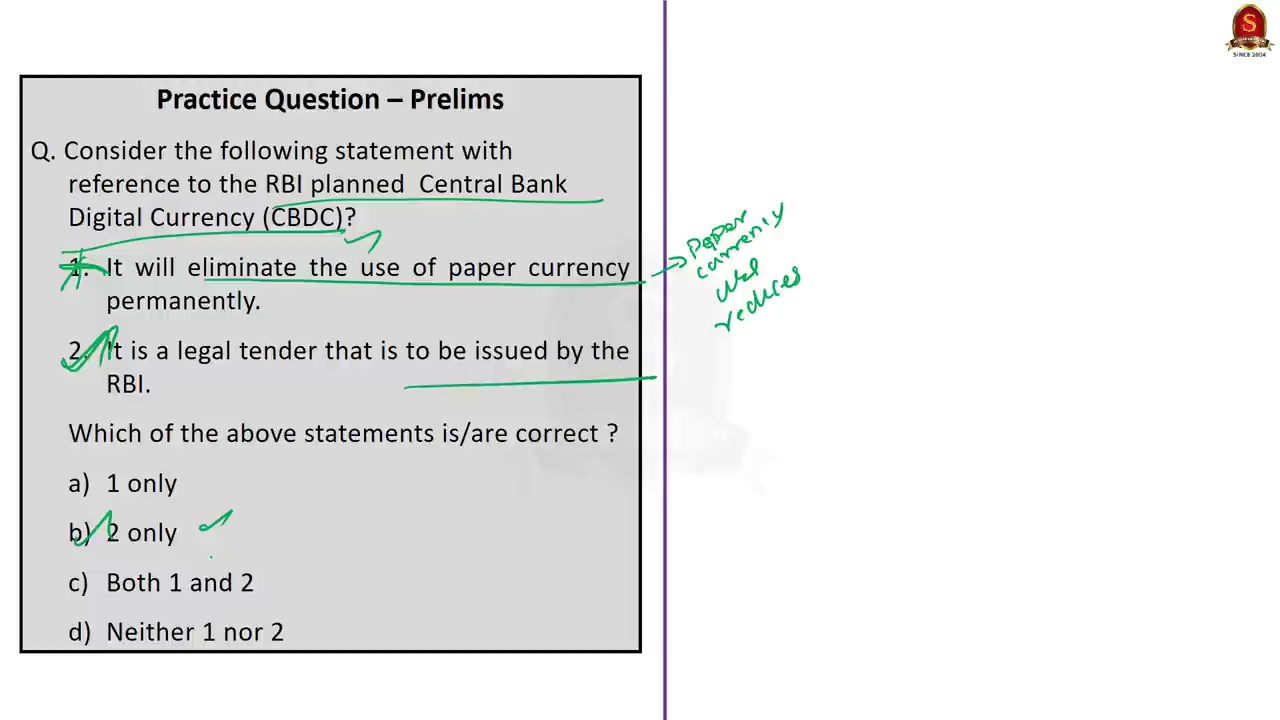 S
SINCE 2004
Practice Question – Prelims
Q. Consider the following statement with
reference to the RBI planned Central Bank
Digital Currency (CBDC)?
1. It will eliminate the use of paper currency
permanently.
2. It is a legal tender that is to be issued by the
RBI.
Which of the above statements is/are correct ?
a) 1 only
b) 2 only
c) Both 1 and 2
d) Neither 1 nor 2
Paper
currency
reduces